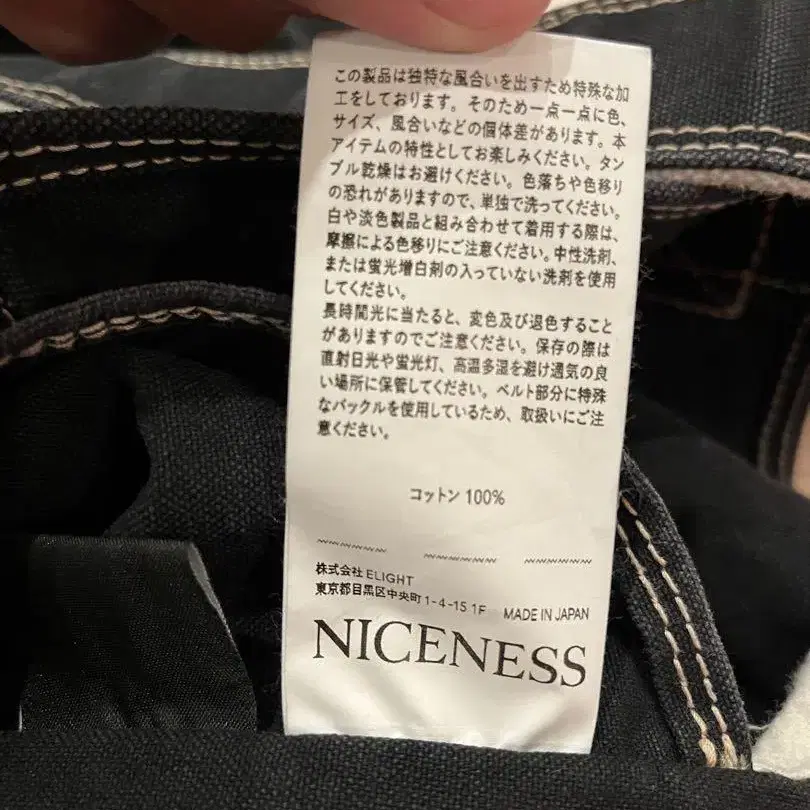 この製品は独特な風合いを出すため特殊な加
工をしております。そのため一点一点に色、
サイズ、風合いなどの個体差があります。本
アイテムの特性としてお楽しみください。タン
ブル乾燥はお避けください。色落ちや色移り
の恐れがありますので、単独で洗ってください。
白や淡色製品と組み合わせて着用する際は、
摩擦による色移りにご注意ください。中性洗剤、
または蛍光増白剤の入っていない洗剤を使用
してください。
長時間光に当たると、変色及び退色すること
がありますのでご注意ください。保存の際は
直射日光や蛍光灯、高温多湿を避け通気の良
い場所に保管してください。ベルト部分に特殊
なバックルを使用しているため、取扱いにご注
意ください。
コットン 100%
株式会社 ELIGHT
東京都目黒区中央町 1-4-15 1F MADE IN JAPAN
NICENESS